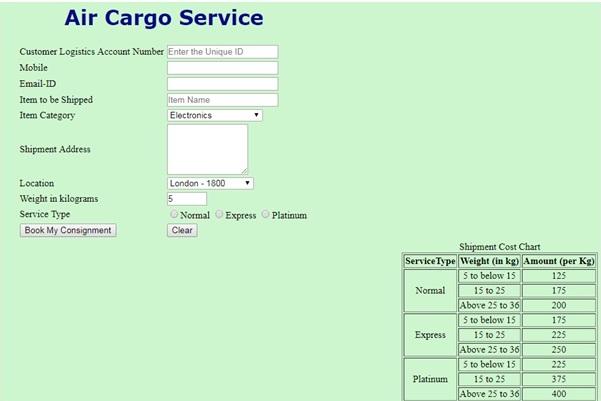 Air Cargo Service
Customer Logistics Account Number Enter the Unique ID
Mobile
Email-ID
Item to be Shipped Item Name
Item Category Electronics
Shipment Address
Location London - 1800
Weight in kilograms 5
Service Type Normal Express Platinum
Book My Consignment Clear
Shipment Cost Chart
ServiceType Weight (in kg) Amount (per Kg)
Normal
5 to below 15 125
15 to 25 175
Above 25 to 36 200
Express
5 to below 15 175
15 to 25 225
Above 25 to 36 250
Platinum
5 to below 15 225
15 to 25 375
Above 25 to 36 400